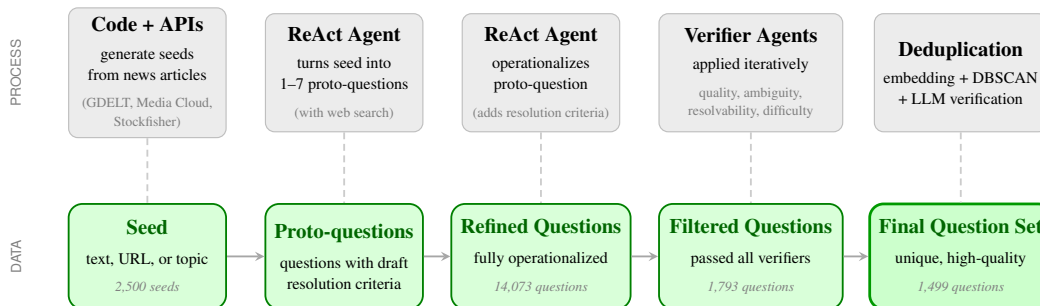 PROCESS
Code + APIs
generate seeds
from news articles
(GDELT, Media Cloud,
Stockfisher)
ReAct Agent
turns seed into
1–7 proto-questions
(with web search)
ReAct Agent
operationalizes
proto-question
(adds resolution criteria)
Verifier Agents
applied iteratively
quality, ambiguity,
resolvability, difficulty
Deduplication
embedding + DBSCAN
+ LLM verification
DATA
Seed
text, URL, or topic
2,500 seeds
Proto-questions
questions with draft
resolution criteria
Refined Questions
fully operationalized
14,073 questions
Filtered Questions
passed all verifiers
1,793 questions
Final Question Set
unique, high-quality
1,499 questions